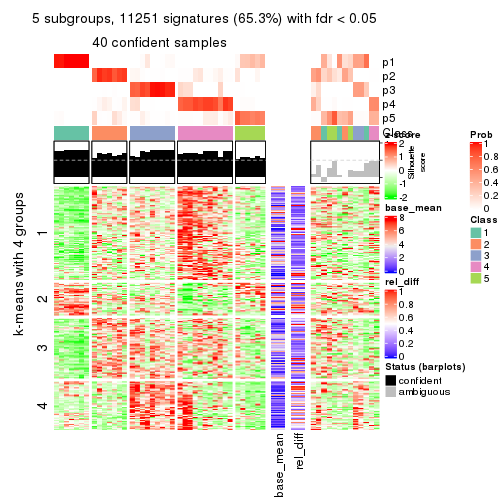 5 subgroups, 11251 signatures (65.3%) with fdr < 0.05
40 confident samples
p1
p2
p3
p4
p5
Class
z-score
2
1
0
-1
-2
Silhouette
score
k-means with 4 groups
1
2
3
4
base_mean
8
6
4
2
0
rel_diff
1
0.8
0.6
0.4
0.2
0
Status (barplots)
confident
ambiguous
Prob
1
0.8
0.6
0.4
0.2
0
Class
1
2
3
4
5
base_mean
rel_diff